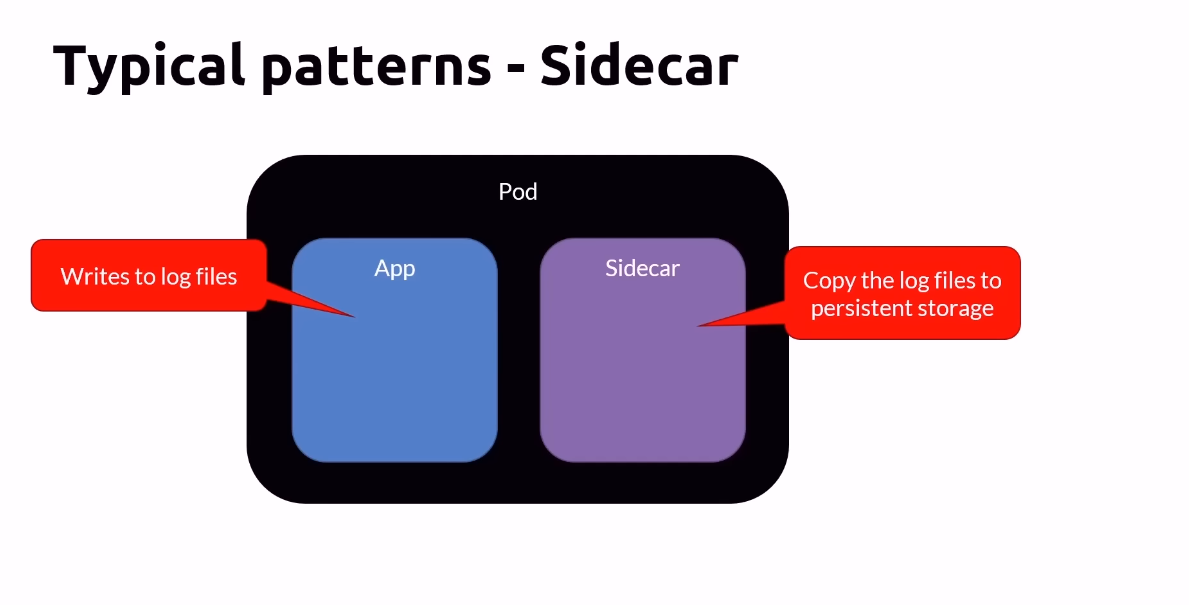 Typical patterns - Sidecar
Pod
Writes to log files
App
Sidecar
Copy the log files to
persistent storage